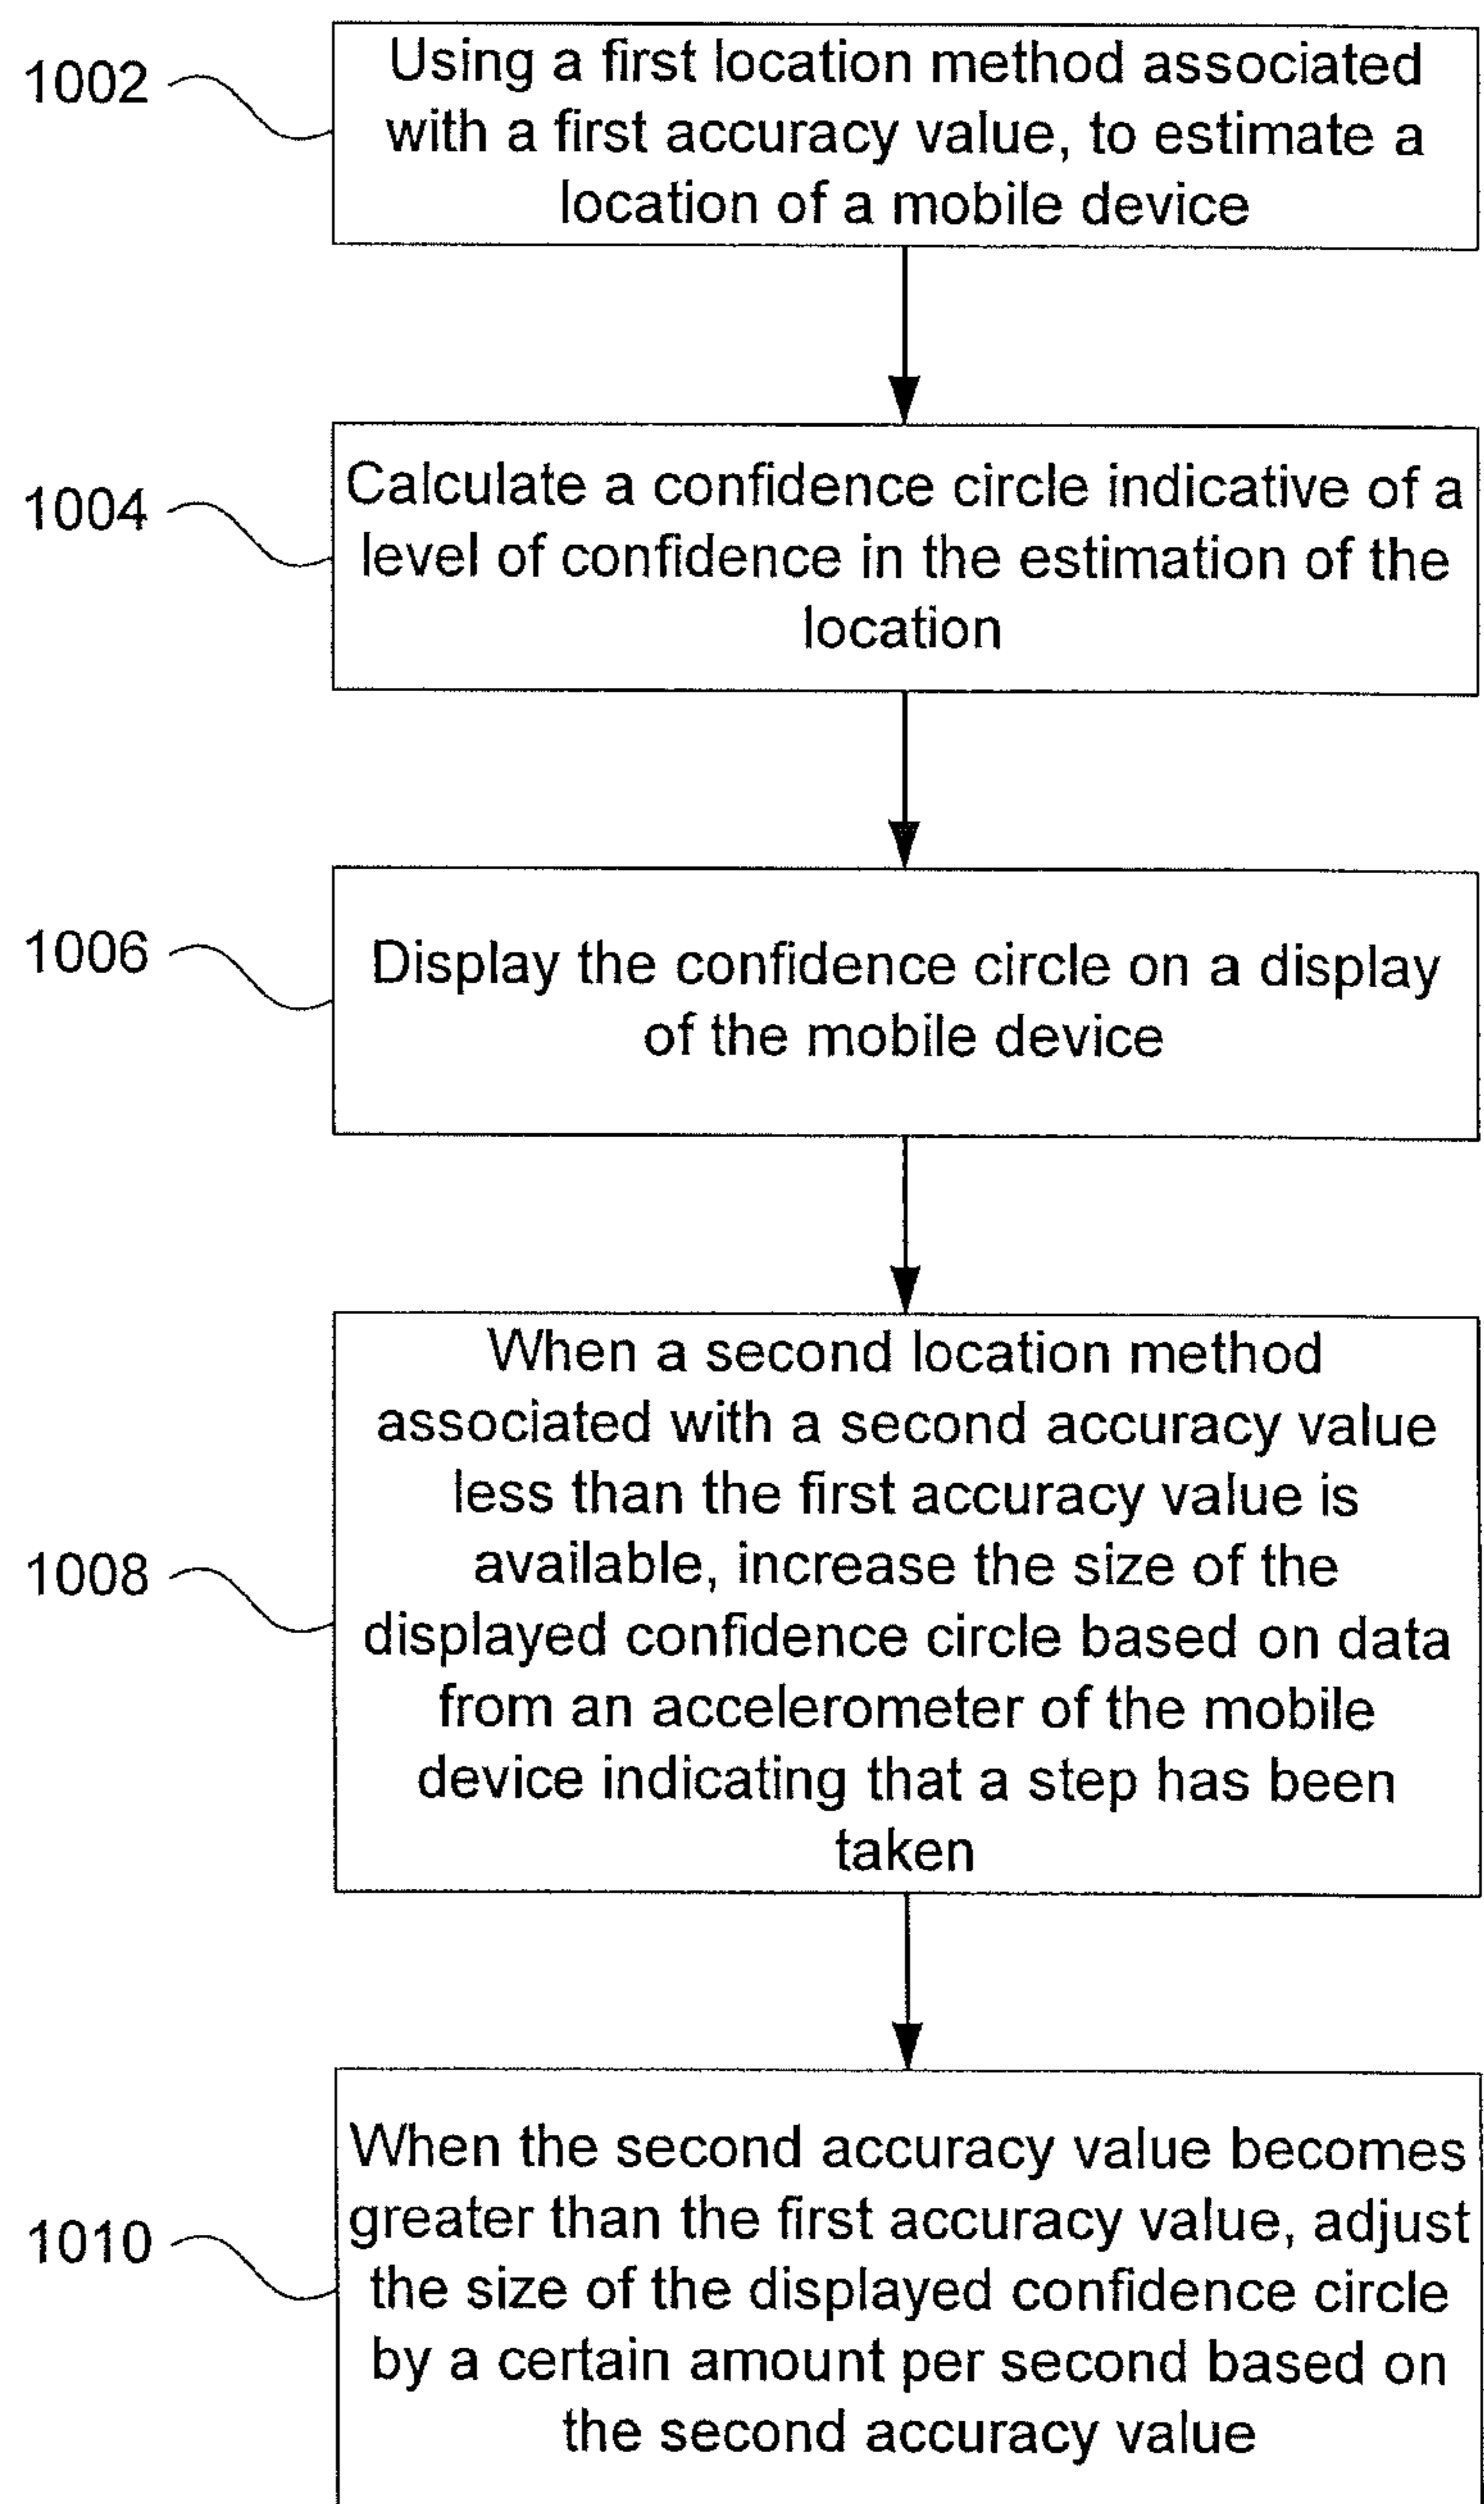 1002
Using a first location method associated
with a first accuracy value, to estimate a
location of a mobile device
1004
Calculate a confidence circle indicative of a
level of confidence in the estimation of the
location
1006
Display the confidence circle on a display
of the mobile device
1008
When a second location method
associated with a second accuracy value
less than the first accuracy value is
available, increase the size of the
displayed confidence circle based on data
from an accelerometer of the mobile
device indicating that a step has been
taken
1010
When the second accuracy value becomes
greater than the first accuracy value, adjust
the size of the displayed confidence circle
by a certain amount per second based on
the second accuracy value